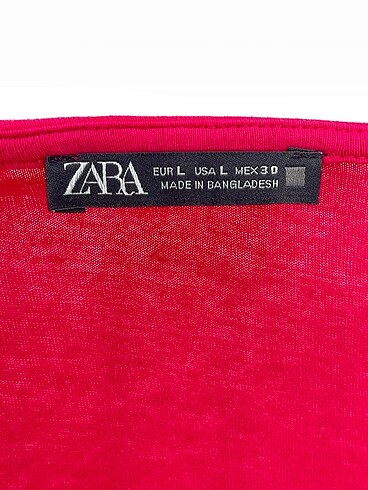 ZARA
EUR L USA L MEX 30
MADE IN BANGLADESH